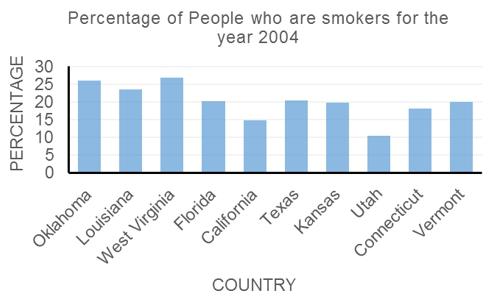 Percentage of People who are smokers for the
year 2004
PERCENTAGE
30
25
20
15
10
5
0
Oklahoma
Louisiana
West Virginia
Florida
California
Texas
Kansas
Utah
Connecticut
Vermont
COUNTRY